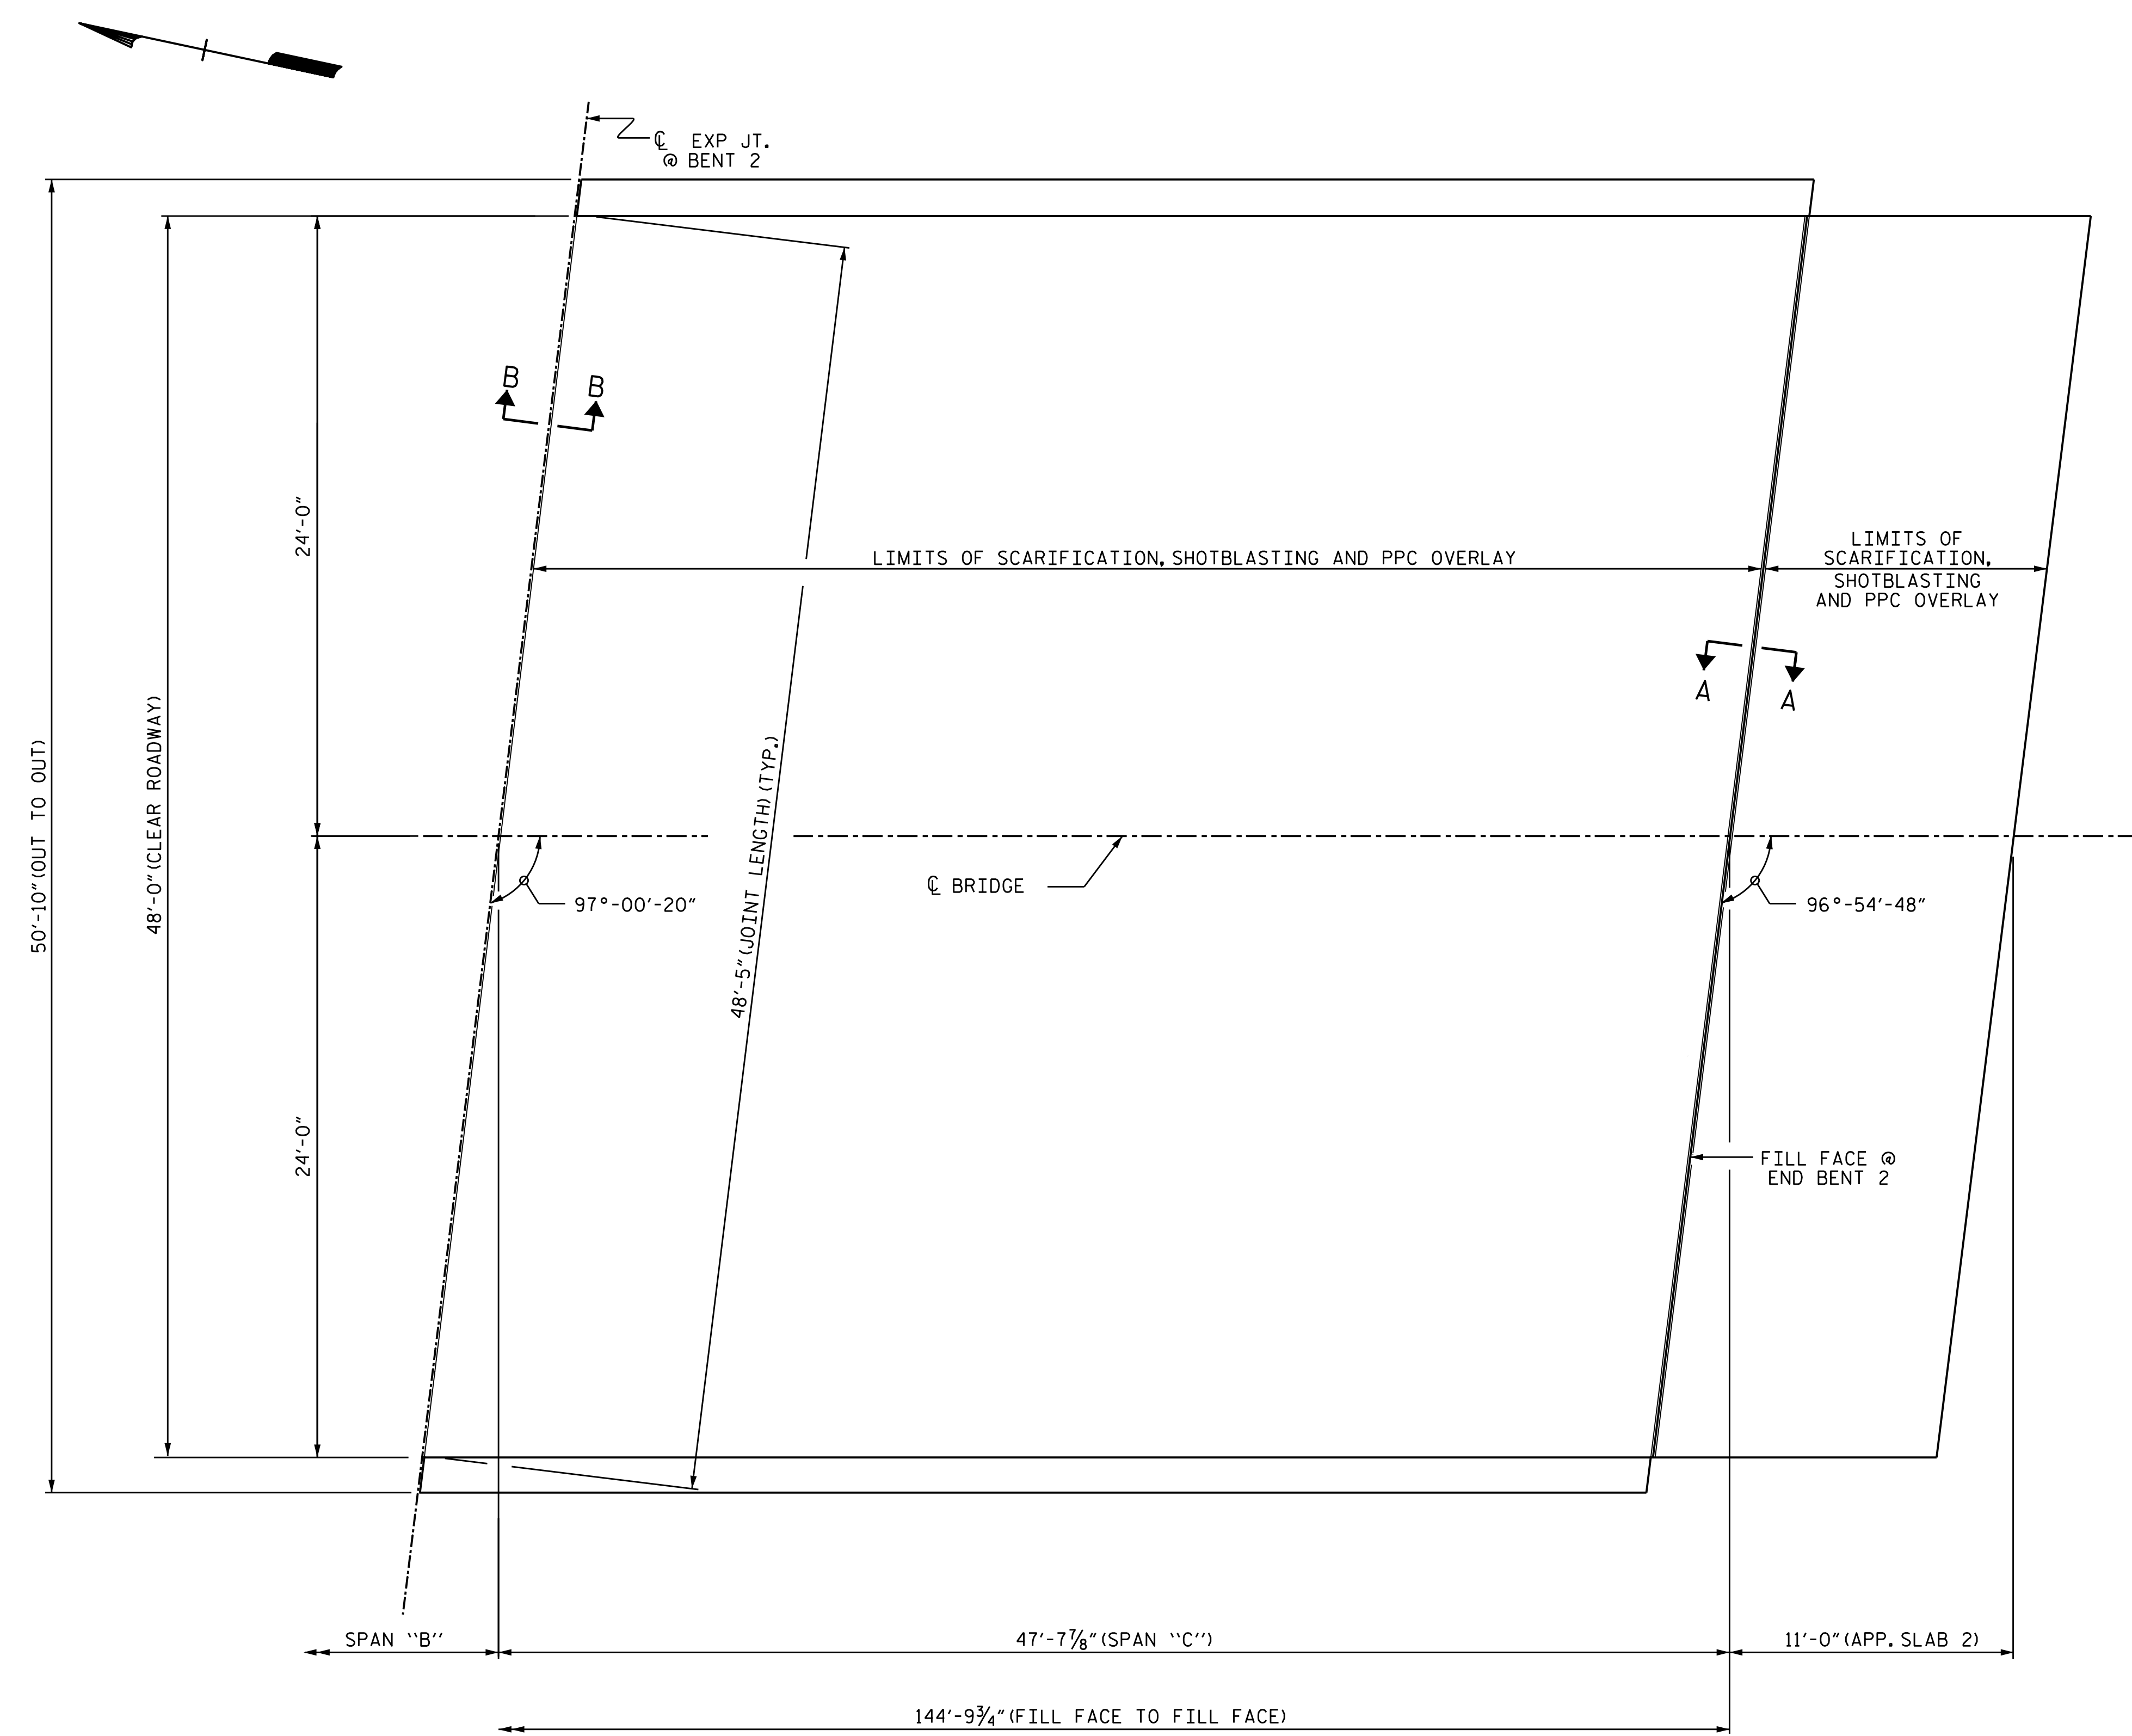 ℄ EXP JT.
@ BENT 2
B
B
24'-0"
LIMITS OF SCARIFICATION, SHOTBLASTING AND PPC OVERLAY
LIMITS OF
SCARIFICATION,
SHOTBLASTING
AND PPC OVERLAY
A
A
50'-10" (OUT TO OUT)
48'-0" (CLEAR ROADWAY)
48'-5" (JOINT LENGTH) (TYP.)
℄ BRIDGE
97°-00'-20"
96°-54'-48"
24'-0"
FILL FACE @
END BENT 2
SPAN ``B''
47'-7⅞" (SPAN ``C'')
11'-0" (APP. SLAB 2)
144'-9¾" (FILL FACE TO FILL FACE)